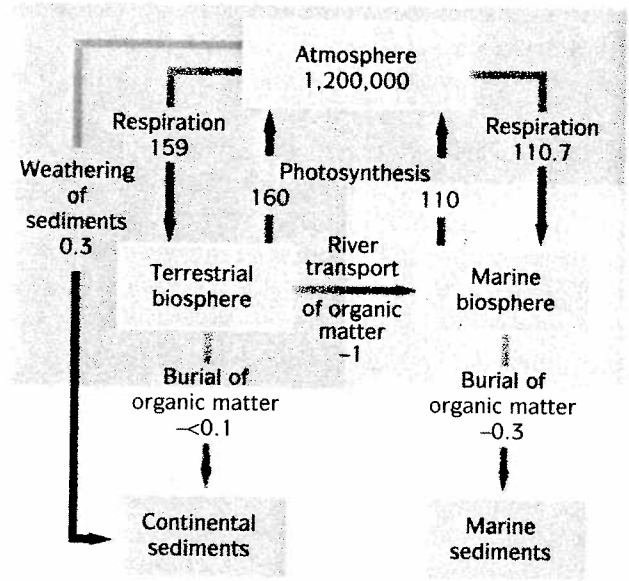 Atmosphere
1,200,000
Respiration
159
Respiration
110.7
Weathering
of
sediments
0.3
Photosynthesis
160
110
Terrestrial
biosphere
River
transport
of organic
matter
–1
Marine
biosphere
Burial of
organic matter
–<0.1
Burial of
organic matter
–0.3
Continental
sediments
Marine
sediments